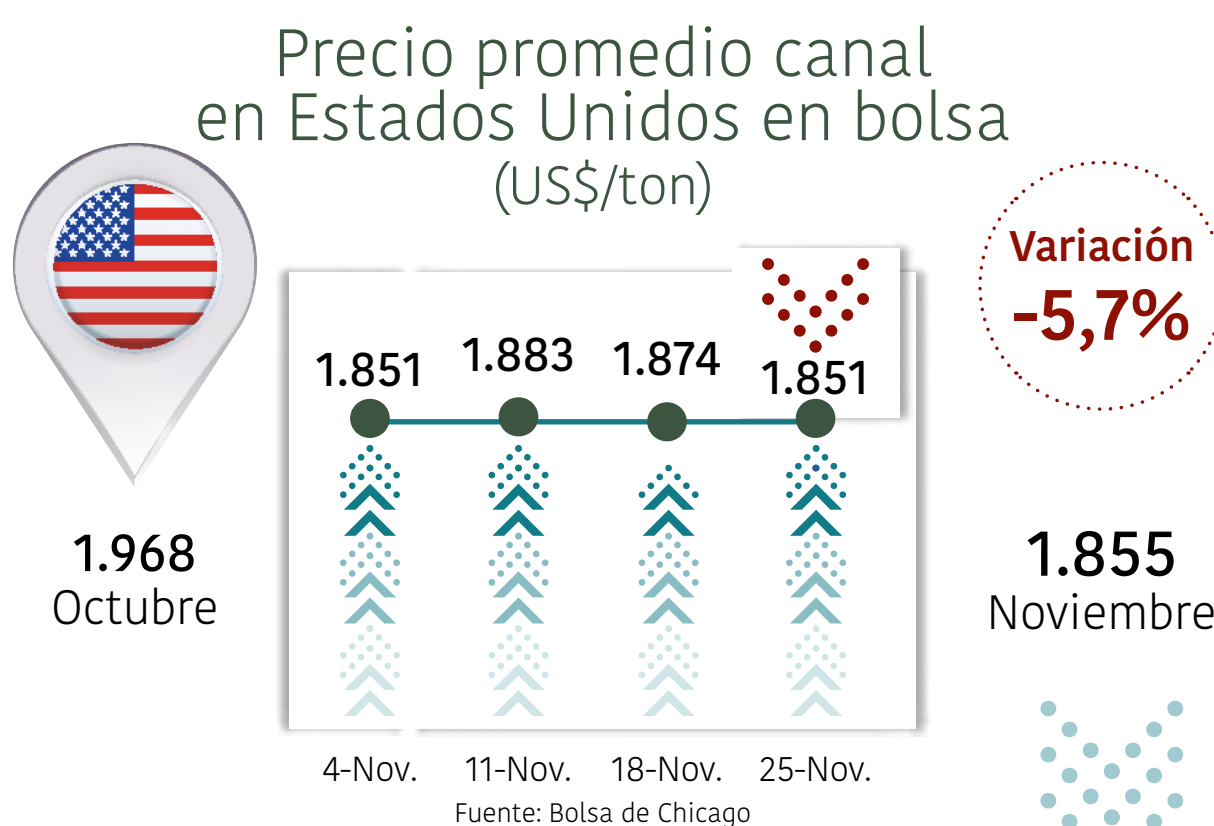 Precio promedio canal
en Estados Unidos en bolsa
(US$/ton)
Variación
-5,7%
1.851
1.883
1.874
1.851
1.968
Octubre
1.855
Noviembre
4-Nov.
11-Nov.
18-Nov.
25-Nov.
Fuente: Bolsa de Chicago